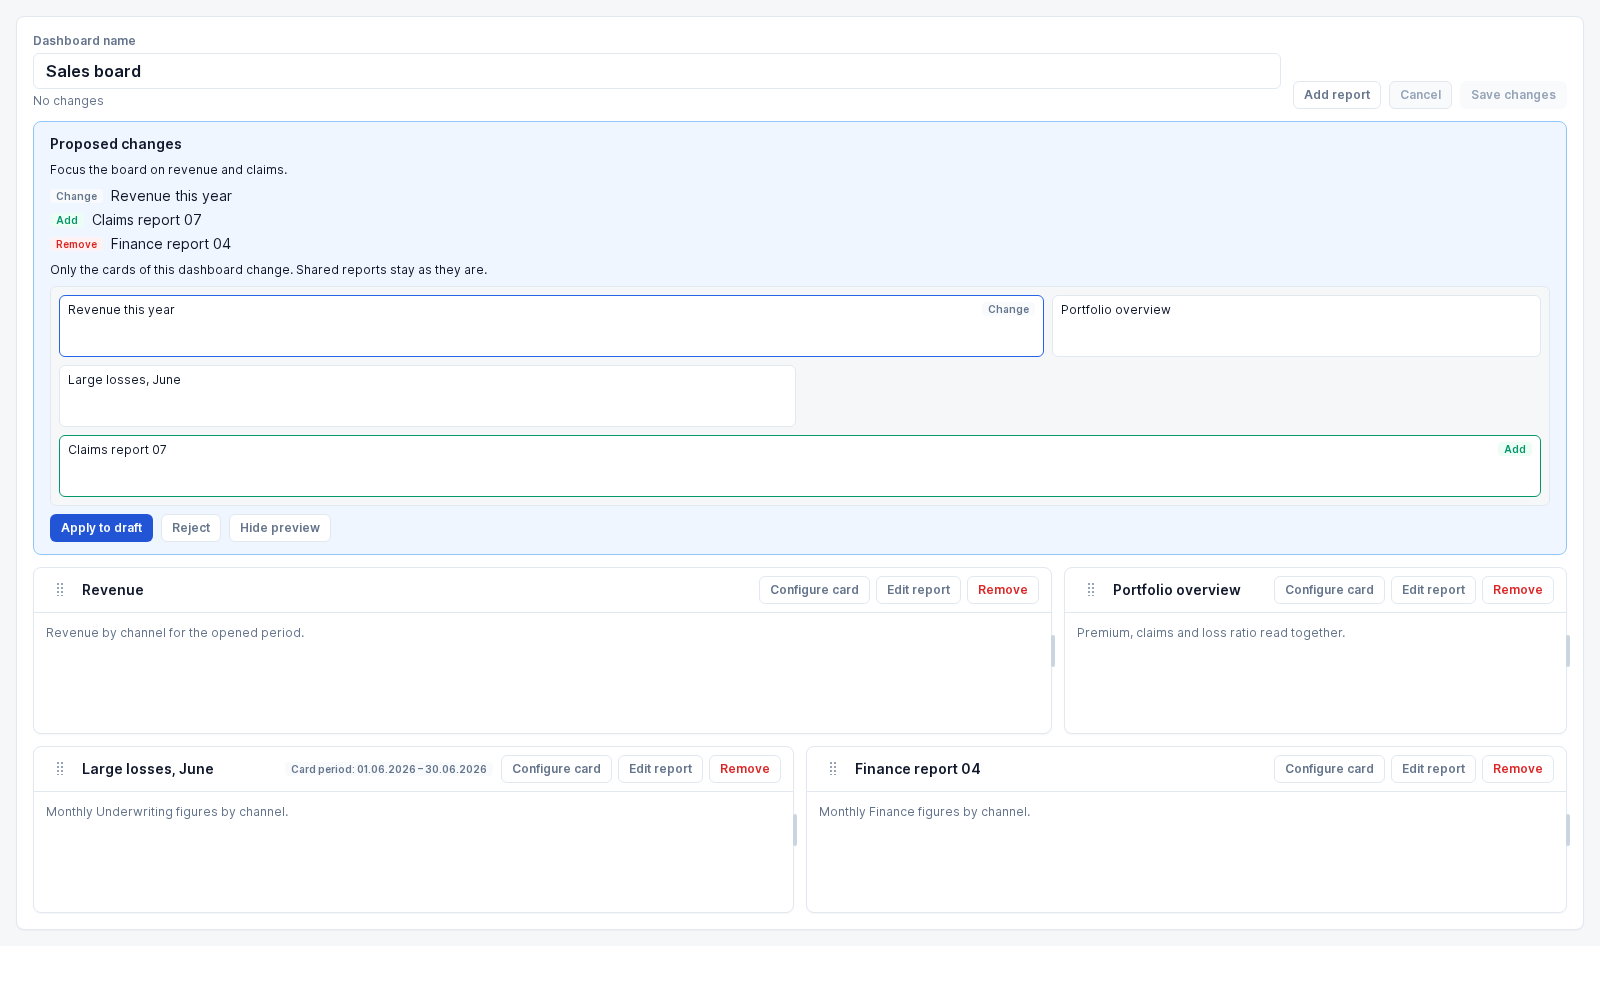 Dashboard name
Sales board
No changes
Add report
Cancel
Save changes
Proposed changes
Focus the board on revenue and claims.
Change Revenue this year
Add Claims report 07
Remove Finance report 04
Only the cards of this dashboard change. Shared reports stay as they are.
Revenue this year Change
Portfolio overview
Large losses, June
Claims report 07 Add
Apply to draft Reject Hide preview
Revenue Configure card Edit report Remove
Revenue by channel for the opened period.
Portfolio overview Configure card Edit report Remove
Premium, claims and loss ratio read together.
Large losses, June Card period: 01.06.2026 – 30.06.2026 Configure card Edit report Remove
Monthly Underwriting figures by channel.
Finance report 04 Configure card Edit report Remove
Monthly Finance figures by channel.